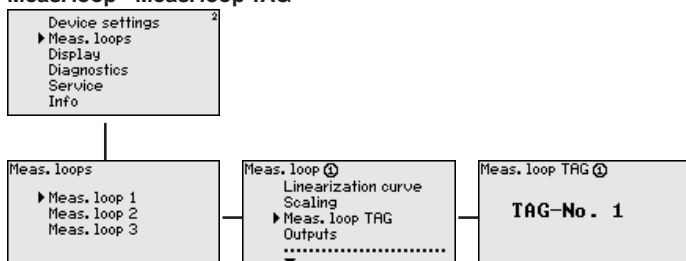 Meas. loop - Meas. loop TAG
Device settings 2
Meas. loops
Display
Diagnostics
Service
Info
Meas. loops
Meas. loop 1
Meas. loop 2
Meas. loop 3
Meas. loop ①
Linearization curve
Scaling
Meas. loop TAG
Outputs
Meas. loop TAG ①
TAG-No. 1